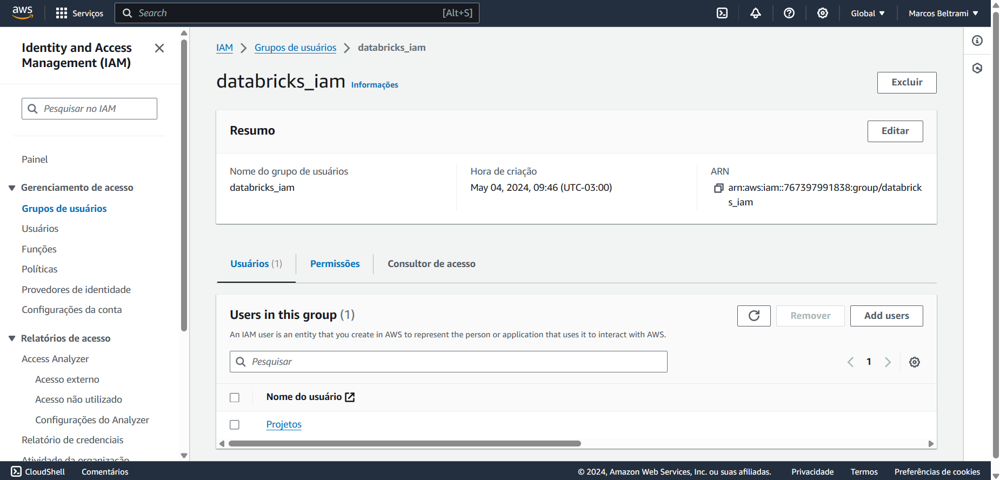 aws
Serviços
Search
[Alt+S]
Global
Marcos Beltrami
Identity and Access
Management (IAM)
Pesquisar no IAM
Painel
Gerenciamento de acesso
Grupos de usuários
Usuários
Funções
Políticas
Provedores de identidade
Configurações da conta
Relatórios de acesso
Access Analyzer
Acesso externo
Acesso não utilizado
Configurações do Analyzer
Relatório de credenciais
Atividade da organização
IAM
Grupos de usuários
databricks_iam
databricks_iam
Informações
Excluir
Resumo
Editar
Nome do grupo de usuários
databricks_iam
Hora de criação
May 04, 2024, 09:46 (UTC-03:00)
ARN
arn:aws:iam::767397991838:group/databrick
s_iam
Usuários (1)
Permissões
Consultor de acesso
Users in this group (1)
Remover
Add users
An IAM user is an entity that you create in AWS to represent the person or application that uses it to interact with AWS.
Pesquisar
1
Nome do usuário
Projetos
CloudShell
Comentários
© 2024, Amazon Web Services, Inc. ou suas afiliadas.
Privacidade
Termos
Preferências de cookies